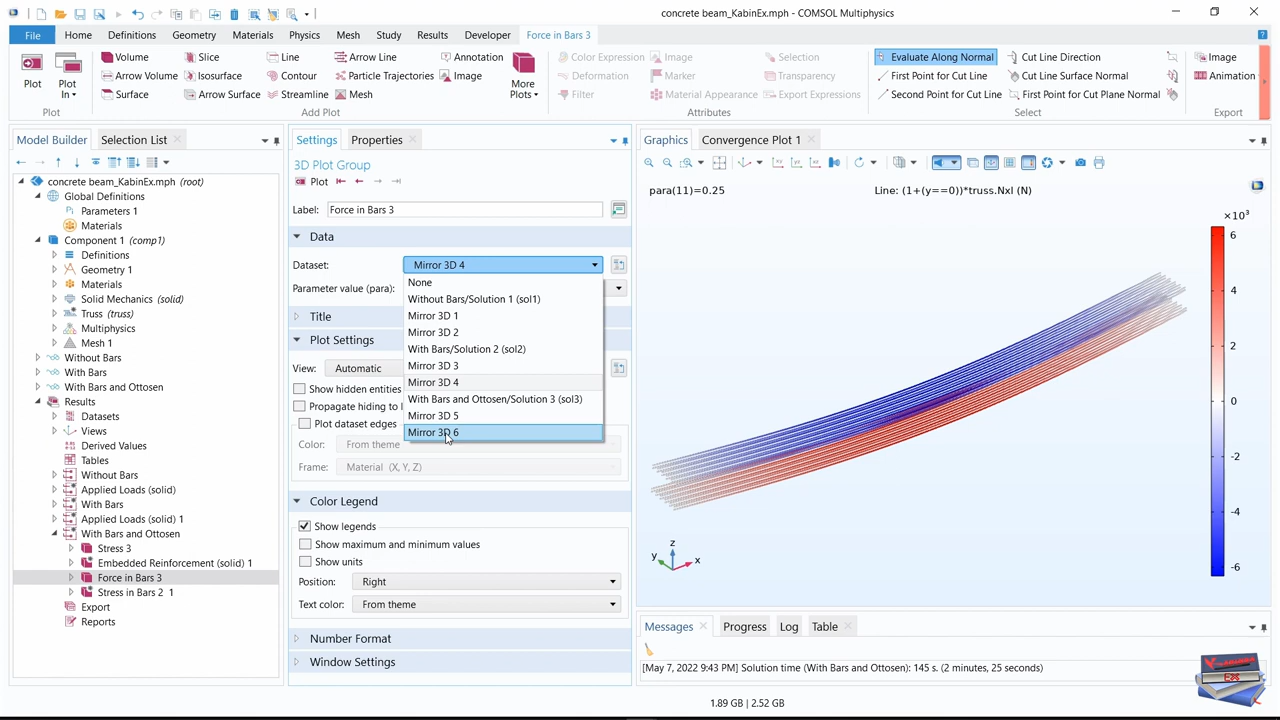 concrete beam_KabinEx.mph - COMSOL Multiphysics
File Home Definitions Geometry Materials Physics Mesh Study Results Developer Force in Bars 3
Plot
Plot In
Volume Slice Line Arrow Line Annotation
Arrow Volume Isosurface Contour Particle Trajectories Image
Surface Arrow Surface Streamline Mesh
More Plots
Color Expression Image Selection
Deformation Marker Transparency
Filter Material Appearance Export Expressions
Evaluate Along Normal Cut Line Direction
First Point for Cut Line Cut Line Surface Normal
Second Point for Cut Line First Point for Cut Plane Normal
Image
Animation
Plot Add Plot Attributes Select Export
Model Builder Selection List
concrete beam_KabinEx.mph (root)
Global Definitions
Parameters 1
Materials
Component 1 (comp1)
Definitions
Geometry 1
Materials
Solid Mechanics (solid)
Truss (truss)
Multiphysics
Mesh 1
Without Bars
With Bars
With Bars and Ottosen
Results
Datasets
Views
Derived Values
Tables
Without Bars
Applied Loads (solid)
With Bars
Applied Loads (solid) 1
With Bars and Ottosen
Stress 3
Embedded Reinforcement (solid) 1
Force in Bars 3
Stress in Bars 2 1
Export
Reports
Settings Properties
3D Plot Group
Plot
Label: Force in Bars 3
Data
Dataset: Mirror 3D 4
Parameter value (para):
None
Without Bars/Solution 1 (sol1)
Mirror 3D 1
Mirror 3D 2
With Bars/Solution 2 (sol2)
Mirror 3D 3
Mirror 3D 4
With Bars and Ottosen/Solution 3 (sol3)
Mirror 3D 5
Mirror 3D 6
Title
Plot Settings
View: Automatic
Show hidden entities
Propagate hiding to
Plot dataset edges
Color: From theme
Frame: Material (X, Y, Z)
Color Legend
Show legends
Show maximum and minimum values
Show units
Position: Right
Text color: From theme
Number Format
Window Settings
Graphics Convergence Plot 1
para(11)=0.25 Line: (1+(y==0))*truss.Nxl (N)
×10³
6
4
2
0
-2
-4
-6
z
y
x
Messages Progress Log Table
[May 7, 2022 9:43 PM] Solution time (With Bars and Ottosen): 145 s. (2 minutes, 25 seconds)
1.89 GB | 2.52 GB